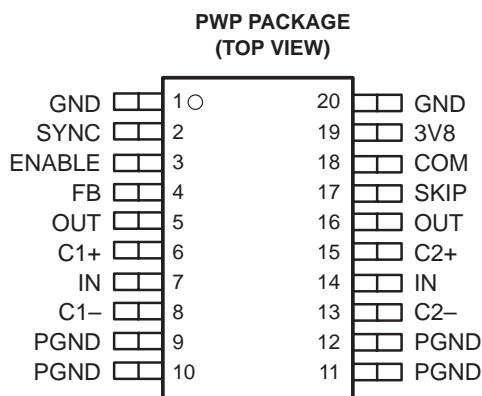 PWP PACKAGE
(TOP VIEW)
GND 1 20 GND
SYNC 2 19 3V8
ENABLE 3 18 COM
FB 4 17 SKIP
OUT 5 16 OUT
C1+ 6 15 C2+
IN 7 14 IN
C1– 8 13 C2–
PGND 9 12 PGND
PGND 10 11 PGND